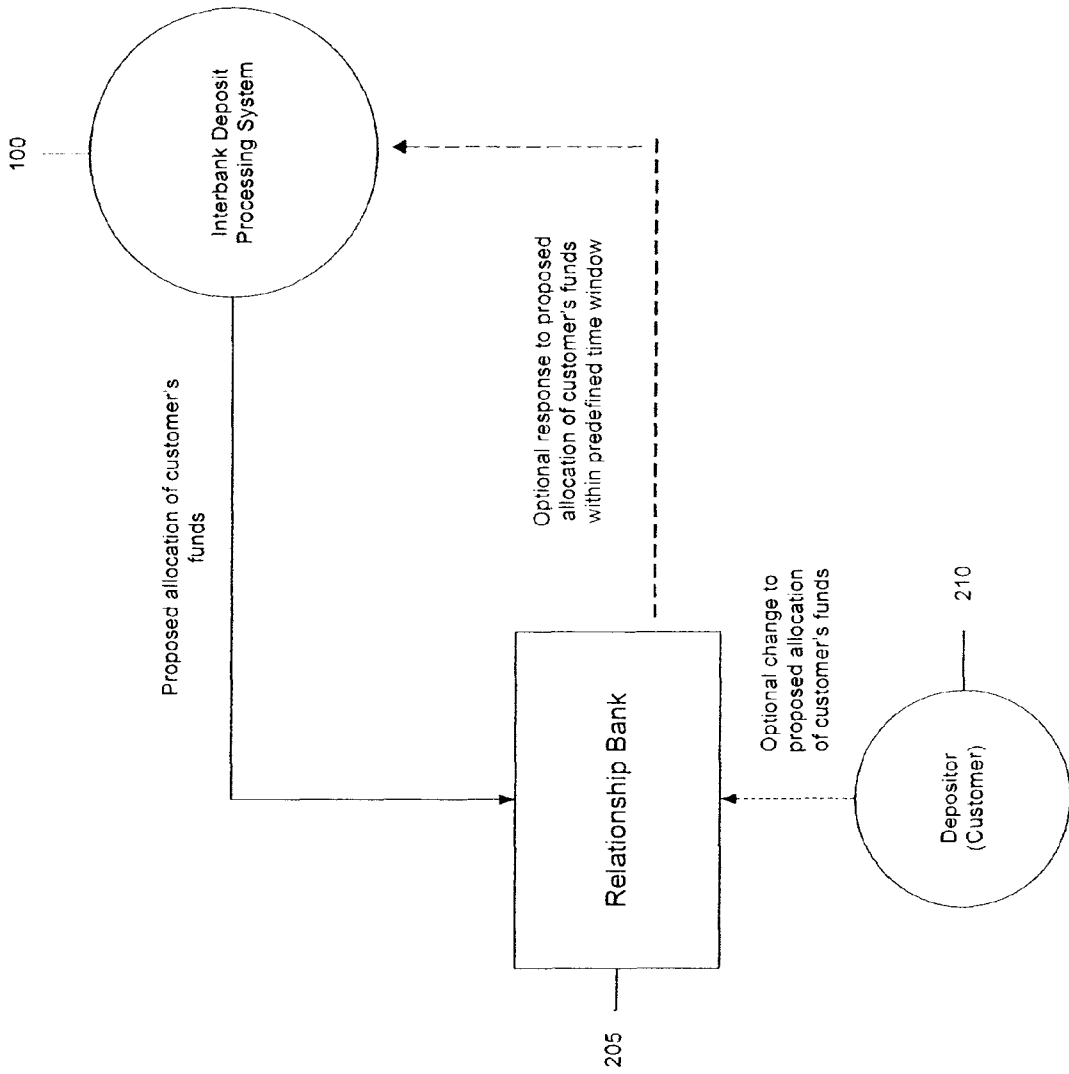 100
Interbank Deposit
Processing System
Proposed allocation of customer's
funds
Optional response to proposed
allocation of customer's funds
within predefined time window
Relationship Bank
205
Optional change to
proposed allocation
of customer's funds
Depositor
(Customer)
210